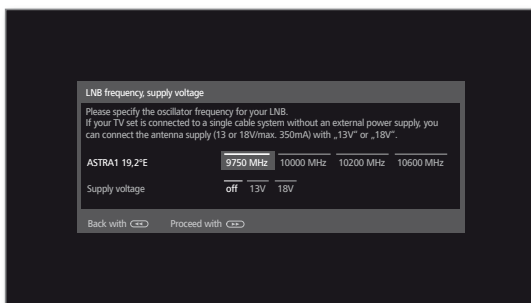 LNB frequency, supply voltage
Please specify the oscillator frequency for your LNB.
If your TV set is connected to a single cable system without an external power supply, you
can connect the antenna supply (13 or 18V/max. 350mA) with „13V” or „18V”.
ASTRA1 19,2°E 9750 MHz 10000 MHz 10200 MHz 10600 MHz
Supply voltage off 13V 18V
Back with Proceed with